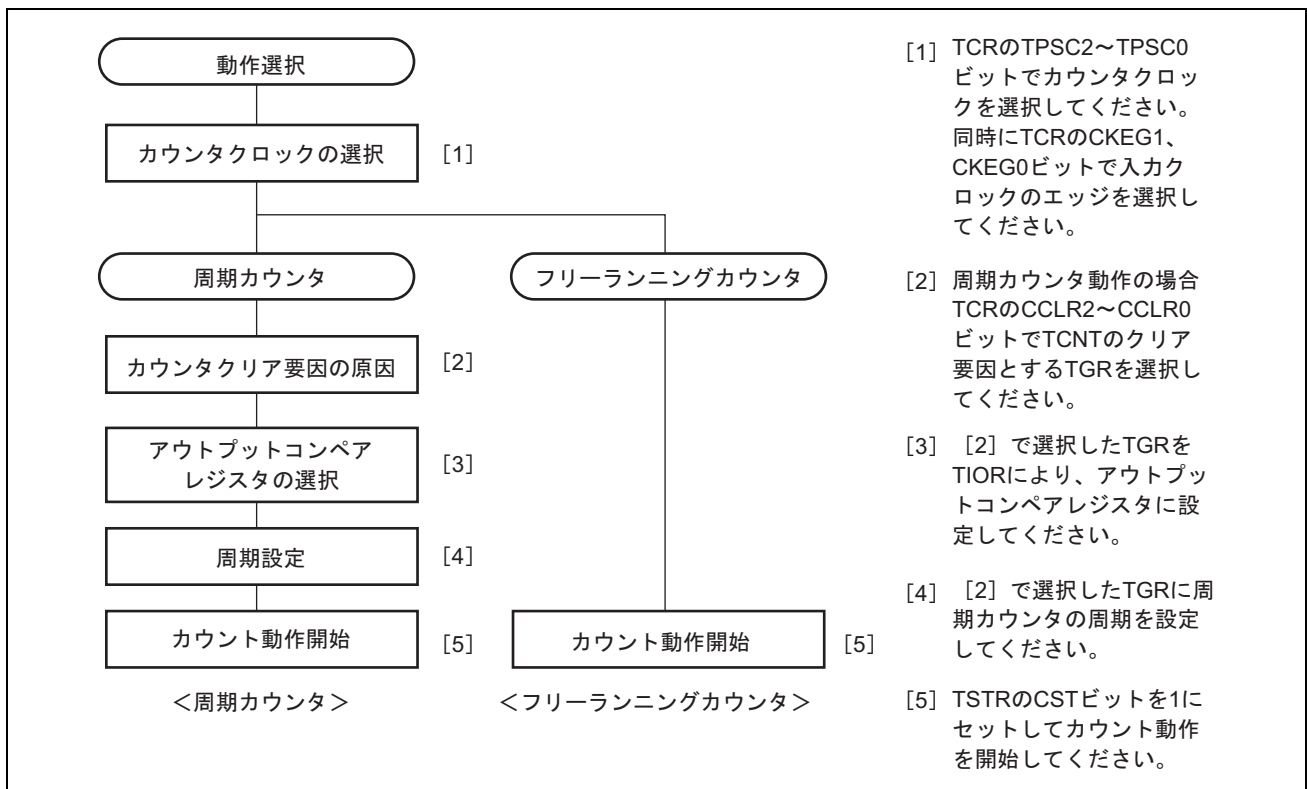 動作選択
カウンタクロックの選択 [1]
周期カウンタ
フリーランニングカウンタ
カウンタクリア要因の原因 [2]
アウトプットコンペア
レジスタの選択
[3]
周期設定 [4]
カウント動作開始 [5]
カウント動作開始 [5]
<周期カウンタ>
<フリーランニングカウンタ>
[1] TCRのTPSC2～TPSC0
ビットでカウンタクロッ
クを選択してください。
同時にTCRのCKEG1、
CKEG0ビットで入力ク
ロックのエッジを選択し
てください。
[2] 周期カウンタ動作の場合
TCRのCCLR2～CCLR0
ビットでTCNTのクリア
要因とするTGRを選択し
てください。
[3] [2]で選択したTGRを
TIORにより、アウトプッ
トコンペアレジスタに設
定してください。
[4] [2]で選択したTGRに周
期カウンタの周期を設定
してください。
[5] TSTRのCSTビットを1に
セットしてカウント動作
を開始してください。